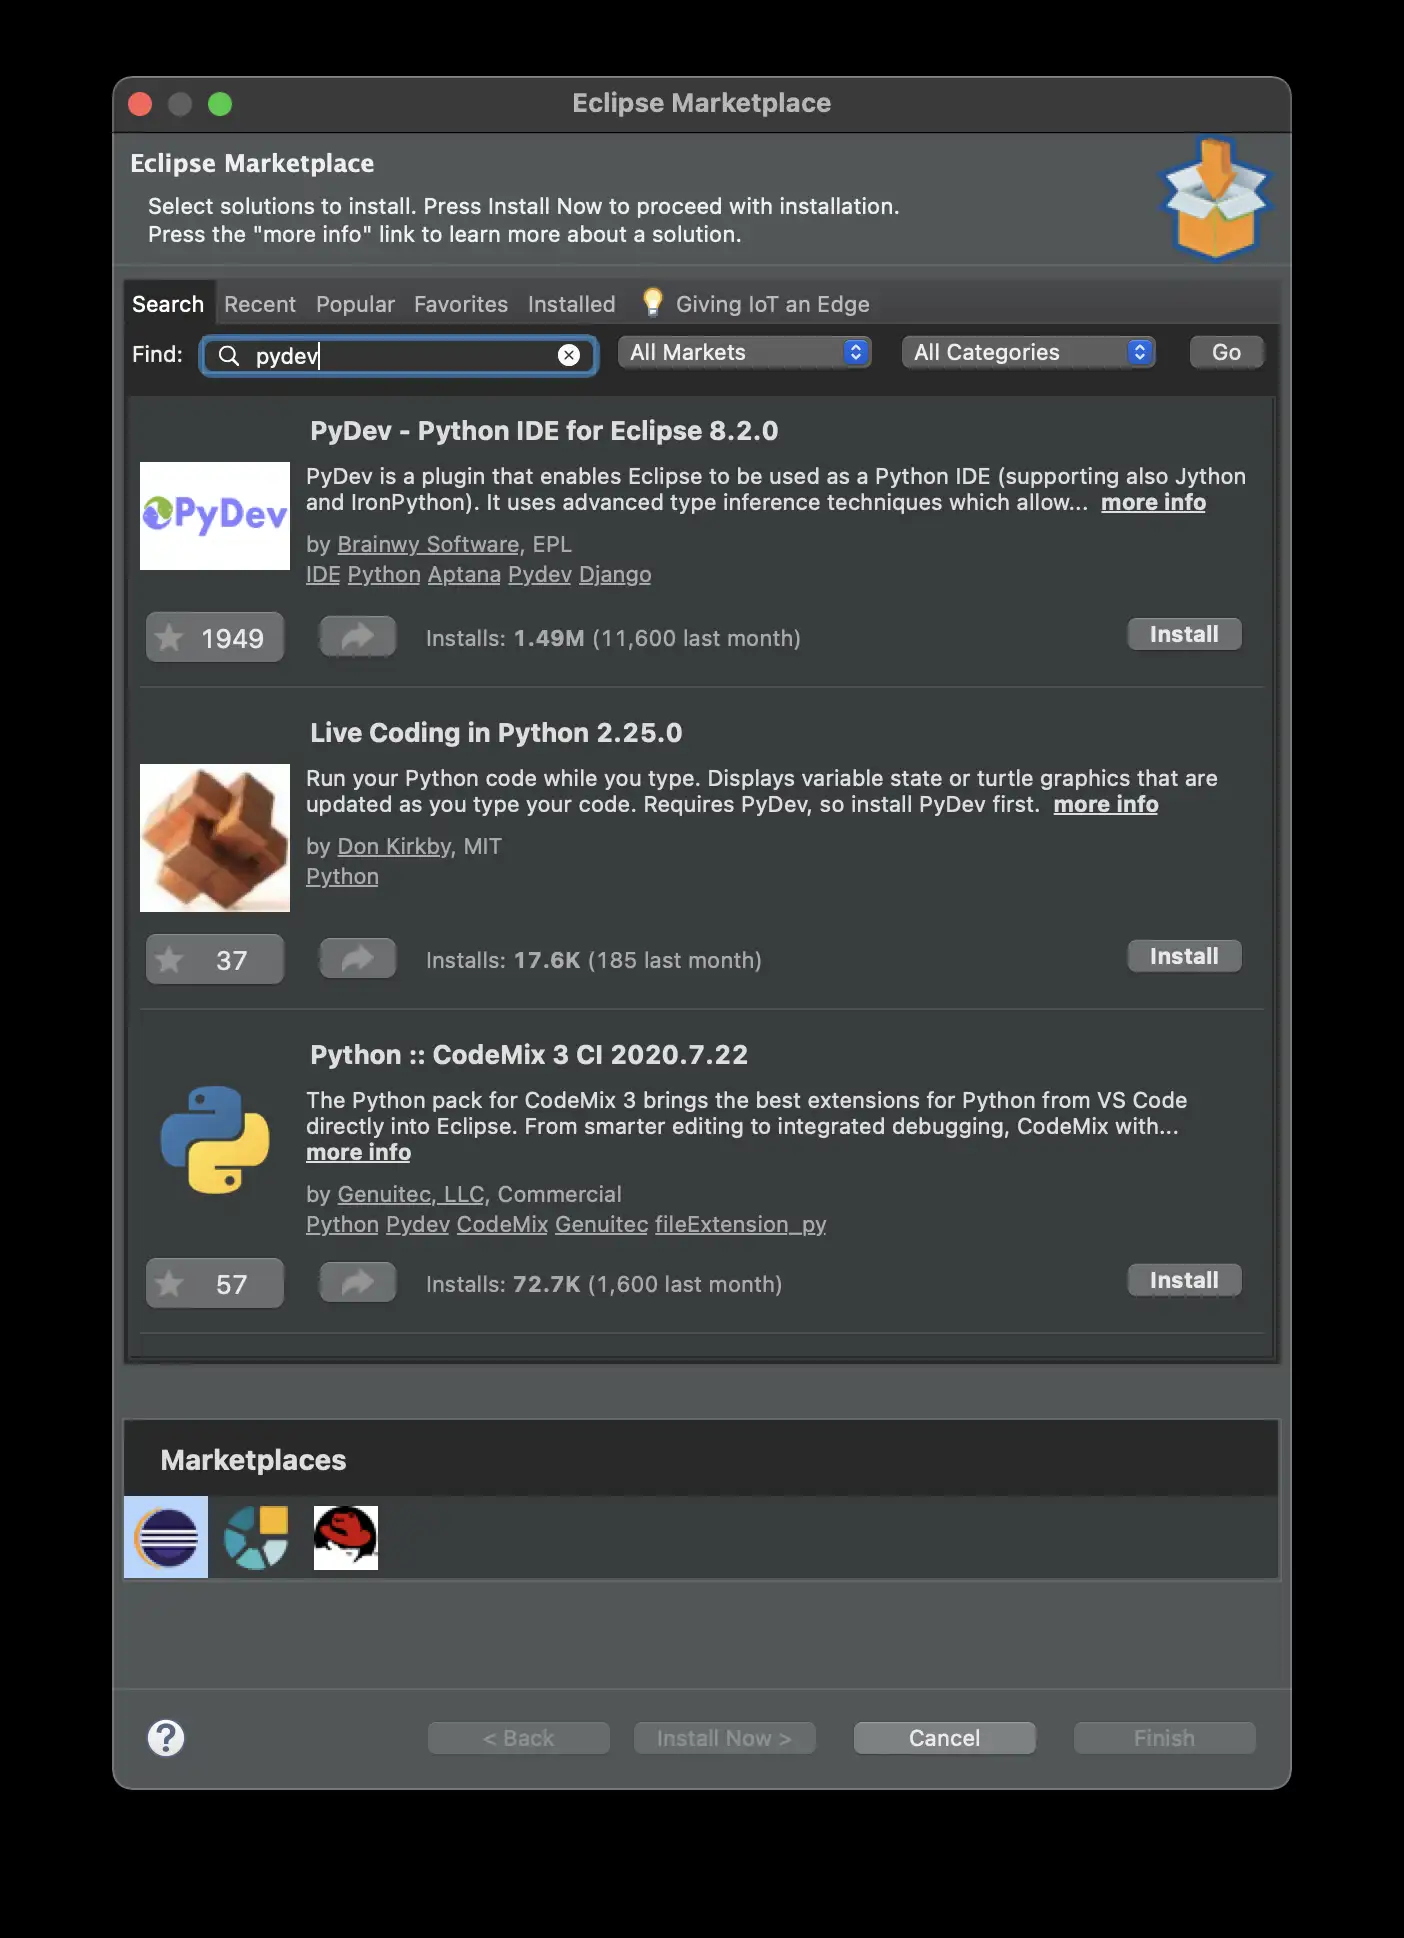 Eclipse Marketplace
Eclipse Marketplace
Select solutions to install. Press Install Now to proceed with installation.
Press the "more info" link to learn more about a solution.
Search Recent Popular Favorites Installed Giving IoT an Edge
Find: pydev All Markets All Categories Go
PyDev - Python IDE for Eclipse 8.2.0
PyDev
PyDev is a plugin that enables Eclipse to be used as a Python IDE (supporting also Jython
and IronPython). It uses advanced type inference techniques which allow... more info
by Brainwy Software, EPL
IDE Python Aptana Pydev Django
1949 Installs: 1.49M (11,600 last month) Install
Live Coding in Python 2.25.0
Run your Python code while you type. Displays variable state or turtle graphics that are
updated as you type your code. Requires PyDev, so install PyDev first. more info
by Don Kirkby, MIT
Python
37 Installs: 17.6K (185 last month) Install
Python :: CodeMix 3 CI 2020.7.22
The Python pack for CodeMix 3 brings the best extensions for Python from VS Code
directly into Eclipse. From smarter editing to integrated debugging, CodeMix with...
more info
by Genuitec, LLC, Commercial
Python Pydev CodeMix Genuitec fileExtension_py
57 Installs: 72.7K (1,600 last month) Install
Marketplaces
? < Back Install Now > Cancel Finish